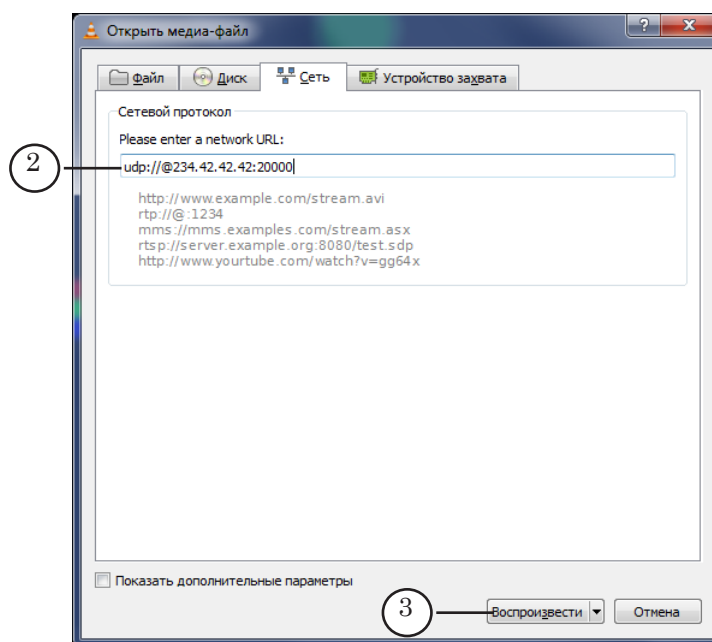 Открыть медиа-файл
?
Файл Диск Сеть Устройство захвата
Сетевой протокол
Please enter a network URL:
2
udp://@234.42.42.42:20000
http://www.example.com/stream.avi
rtp://@:1234
mms://mms.examples.com/stream.asx
rtsp://server.example.org:8080/test.sdp
http://www.yourtube.com/watch?v=gg64x
Показать дополнительные параметры
3
Воспроизвести Отмена